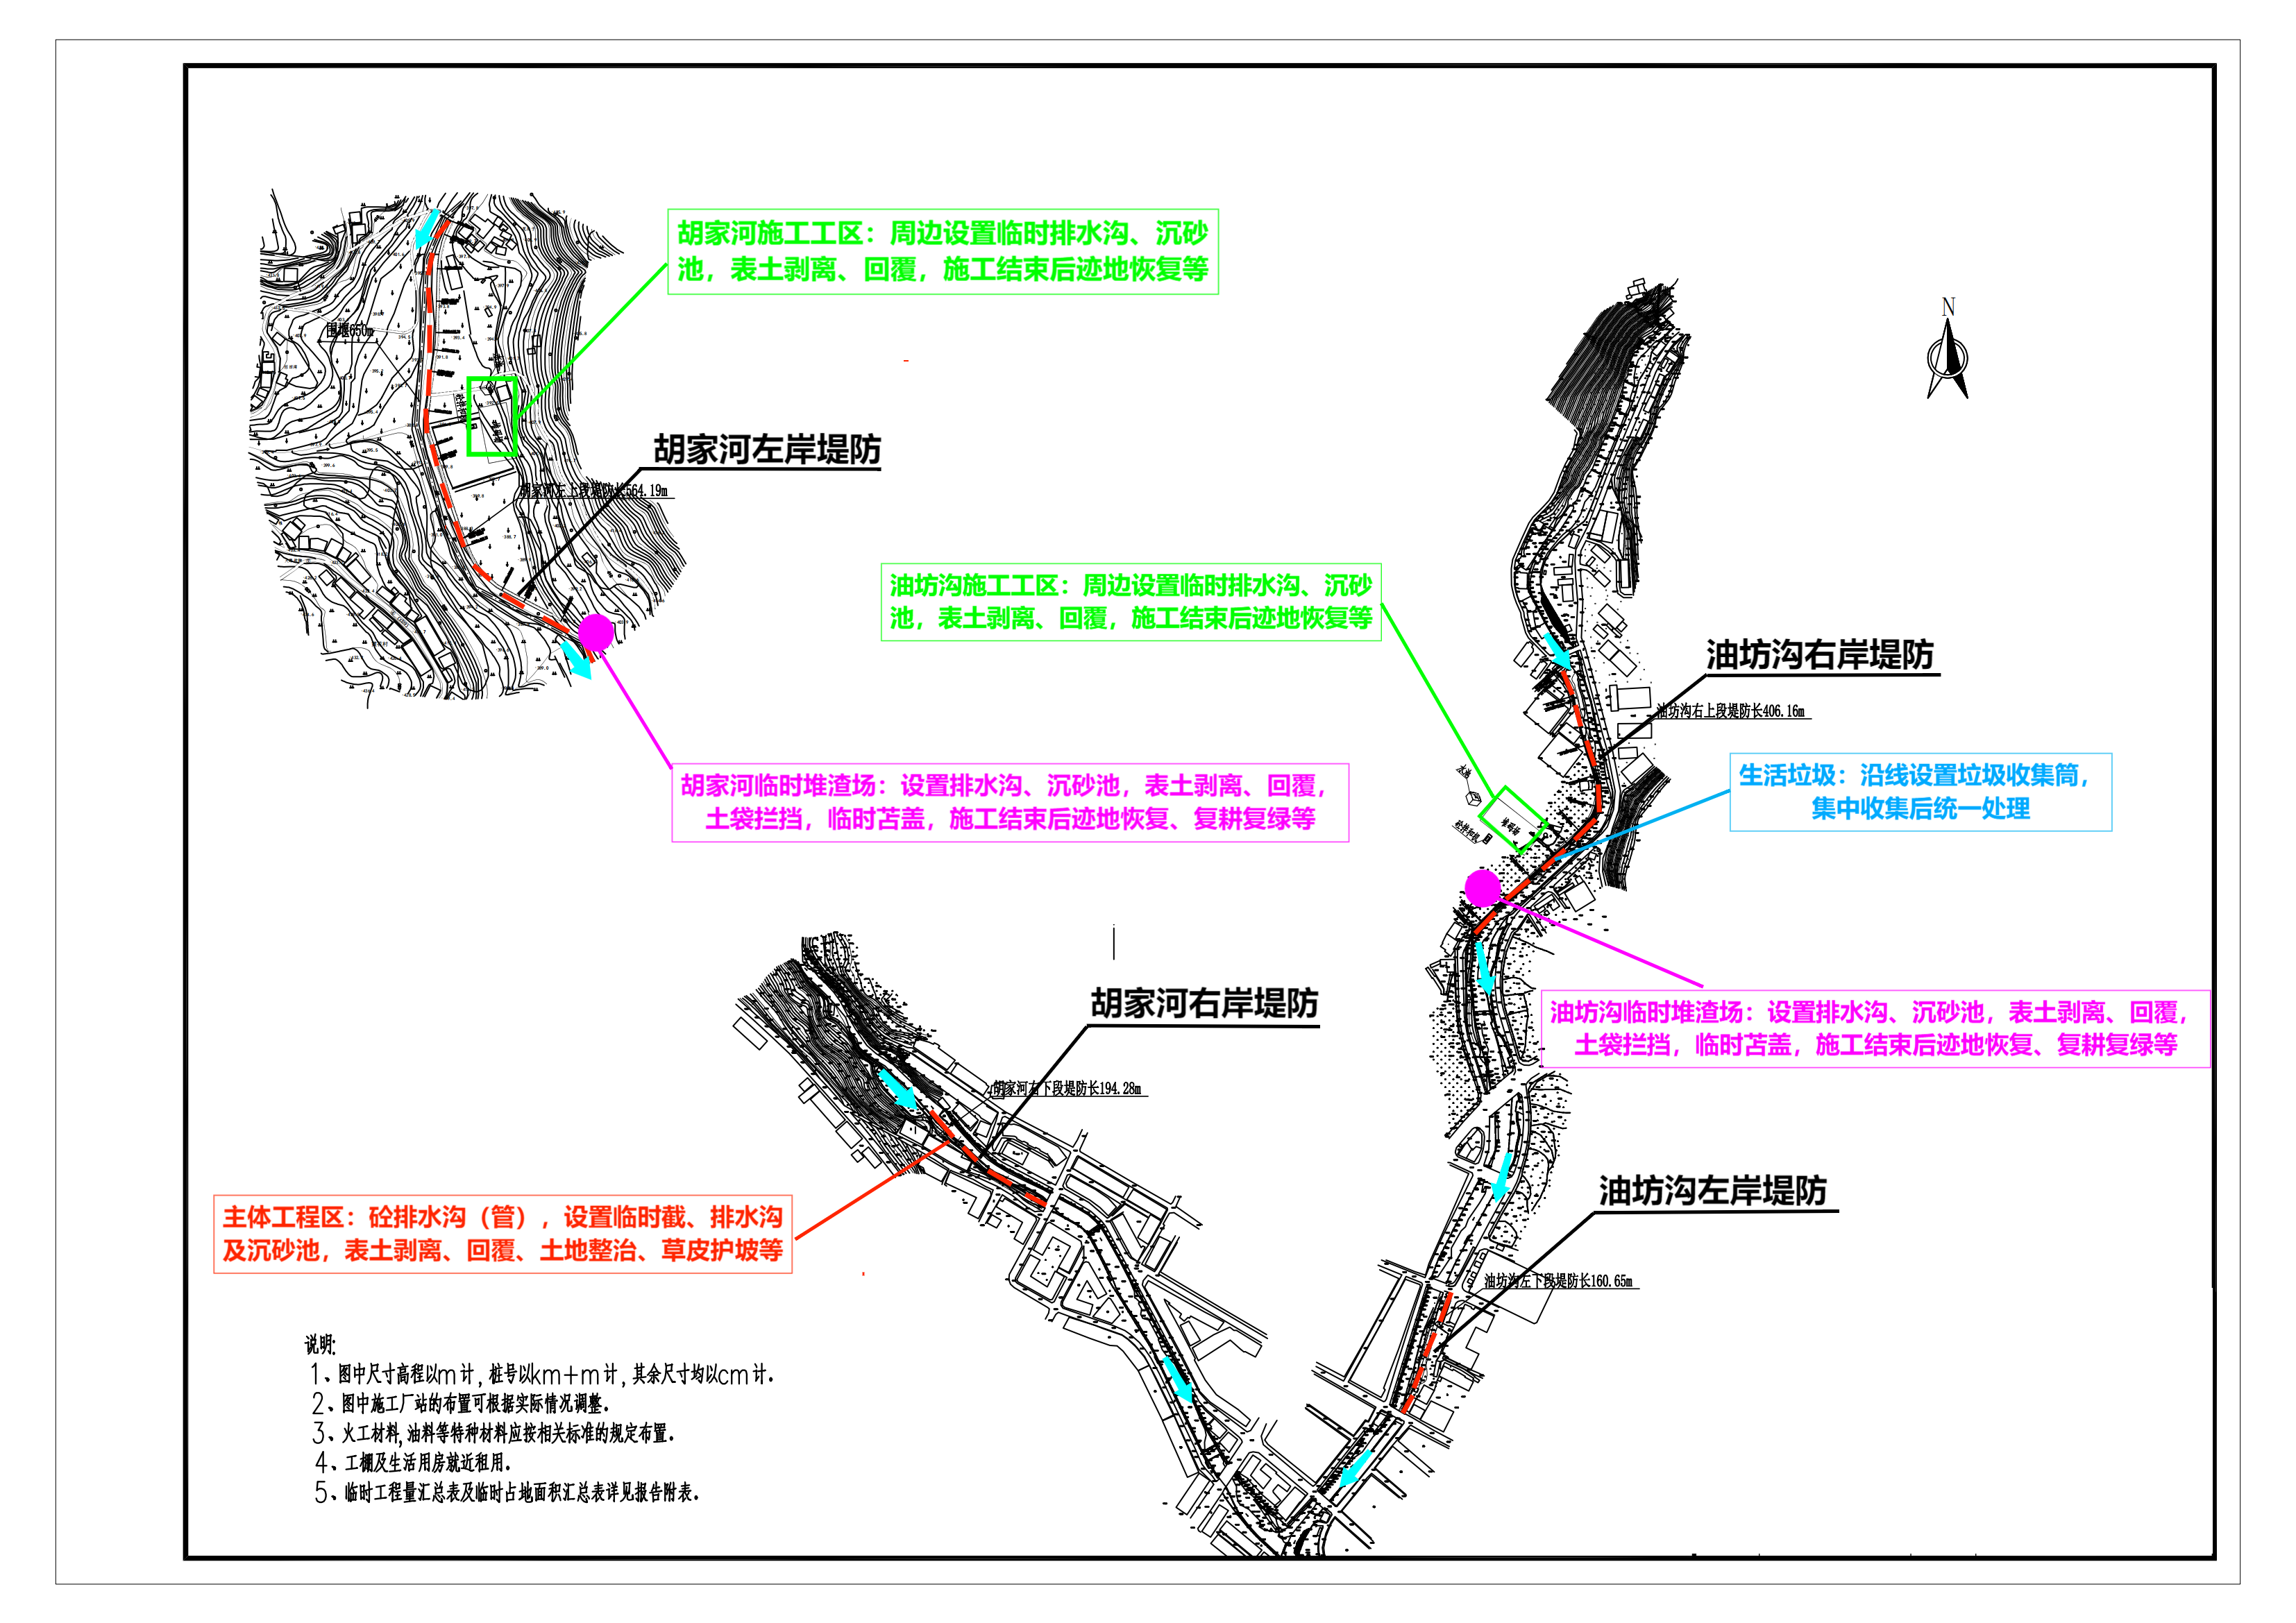 胡家河施工工区：周边设置临时排水沟、沉砂
池，表土剥离、回覆，施工结束后迹地恢复等
N
围堰650m
胡家河左岸堤防
胡家河左上段堤防长564.19m
油坊沟施工工区：周边设置临时排水沟、沉砂
池，表土剥离、回覆，施工结束后迹地恢复等
油坊沟右岸堤防
油坊沟右上段堤防长406.16m
生活垃圾：沿线设置垃圾收集筒，
集中收集后统一处理
胡家河临时堆渣场：设置排水沟、沉砂池，表土剥离、回覆，
土袋拦挡，临时苫盖，施工结束后迹地恢复、复耕复绿等
水池
堆料场
砼拌和机
胡家河右岸堤防
油坊沟临时堆渣场：设置排水沟、沉砂池，表土剥离、回覆，
土袋拦挡，临时苫盖，施工结束后迹地恢复、复耕复绿等
胡家河右下段堤防长194.28m
油坊沟左岸堤防
主体工程区：砼排水沟（管），设置临时截、排水沟
及沉砂池，表土剥离、回覆、土地整治、草皮护坡等
油坊沟左下段堤防长160.65m
说明：
1、图中尺寸高程以m计，桩号以km+m计，其余尺寸均以cm计。
2、图中施工厂站的布置可根据实际情况调整。
3、火工材料,油料等特种材料应按相关标准的规定布置。
4、工棚及生活用房就近租用。
5、临时工程量汇总表及临时占地面积汇总表详见报告附表。